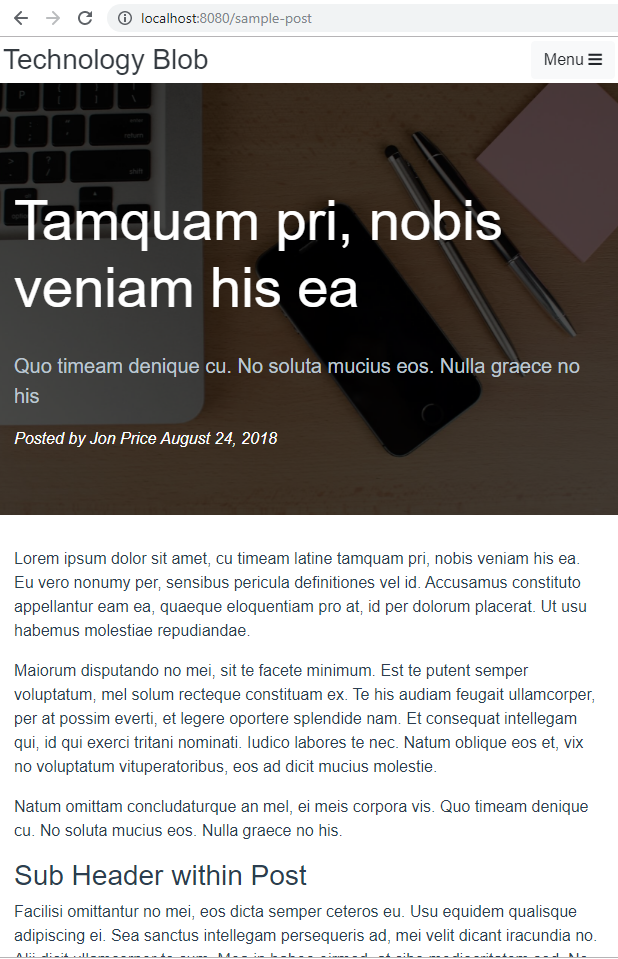 localhost:8080/sample-post
Technology Blob
Menu
Tamquam pri, nobis
veniam his ea
Quo timeam denique cu. No soluta mucius eos. Nulla graece no
his
Posted by Jon Price August 24, 2018
Lorem ipsum dolor sit amet, cu timeam latine tamquam pri, nobis veniam his ea.
Eu vero nonumy per, sensibus pericula definitiones vel id. Accusamus constituto
appellantur eam ea, quaeque eloquentiam pro at, id per dolorum placerat. Ut usu
habemus molestiae repudiandae.
Maiorum disputando no mei, sit te facete minimum. Est te putent semper
voluptatum, mel solum recteque constituam ex. Te his audiam feugait ullamcorper,
per at possim everti, et legere oportere splendide nam. Et consequat intellegam
qui, id qui exerci tritani nominati. Iudico labores te nec. Natum oblique eos et, vix
no voluptatum vituperatoribus, eos ad dicit mucius molestie.
Natum omittam concludaturque an mel, ei meis corpora vis. Quo timeam denique
cu. No soluta mucius eos. Nulla graece no his.
Sub Header within Post
Facilisi omittantur no mei, eos dicta semper ceteros eu. Usu equidem qualisque
adipiscing ei. Sea sanctus intellegam persequeris ad, mei velit dicant iracundia no.